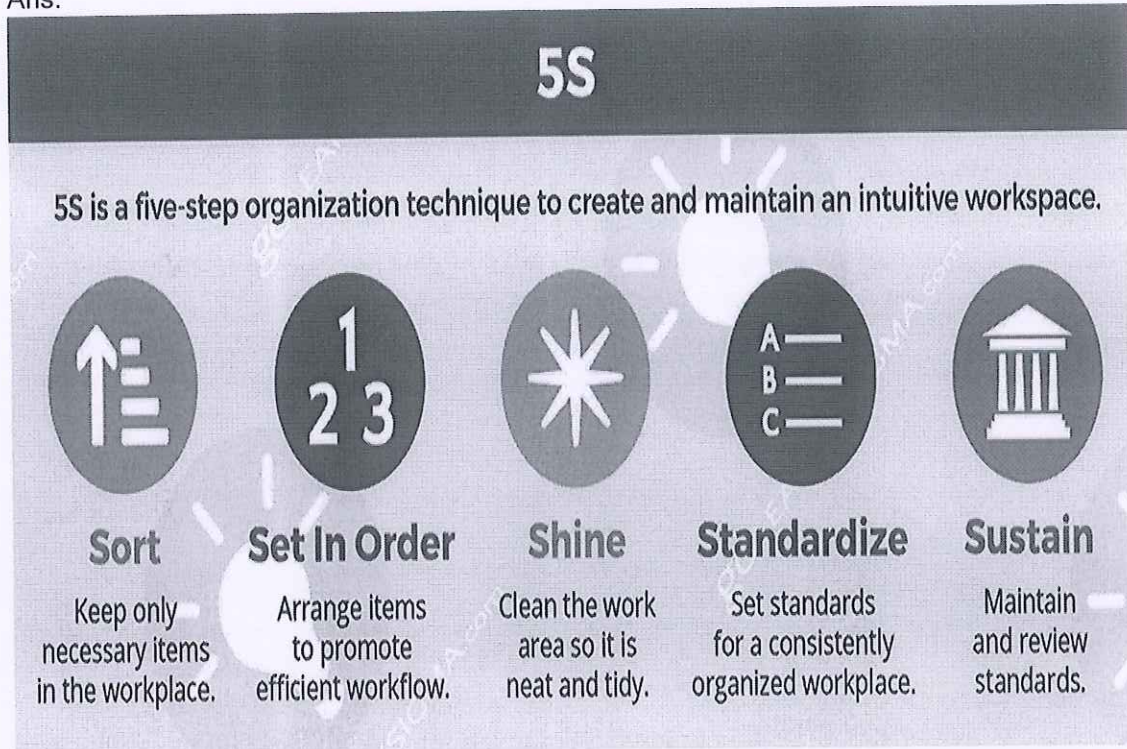 Ans.
5S
5S is a five-step organization technique to create and maintain an intuitive workspace.
1
2 3
A
B
C
Sort
Set In Order
Shine
Standardize
Sustain
Keep only
necessary items
in the workplace.
Arrange items
to promote
efficient workflow.
Clean the work
area so it is
neat and tidy.
Set standards
for a consistently
organized workplace.
Maintain
and review
standards.